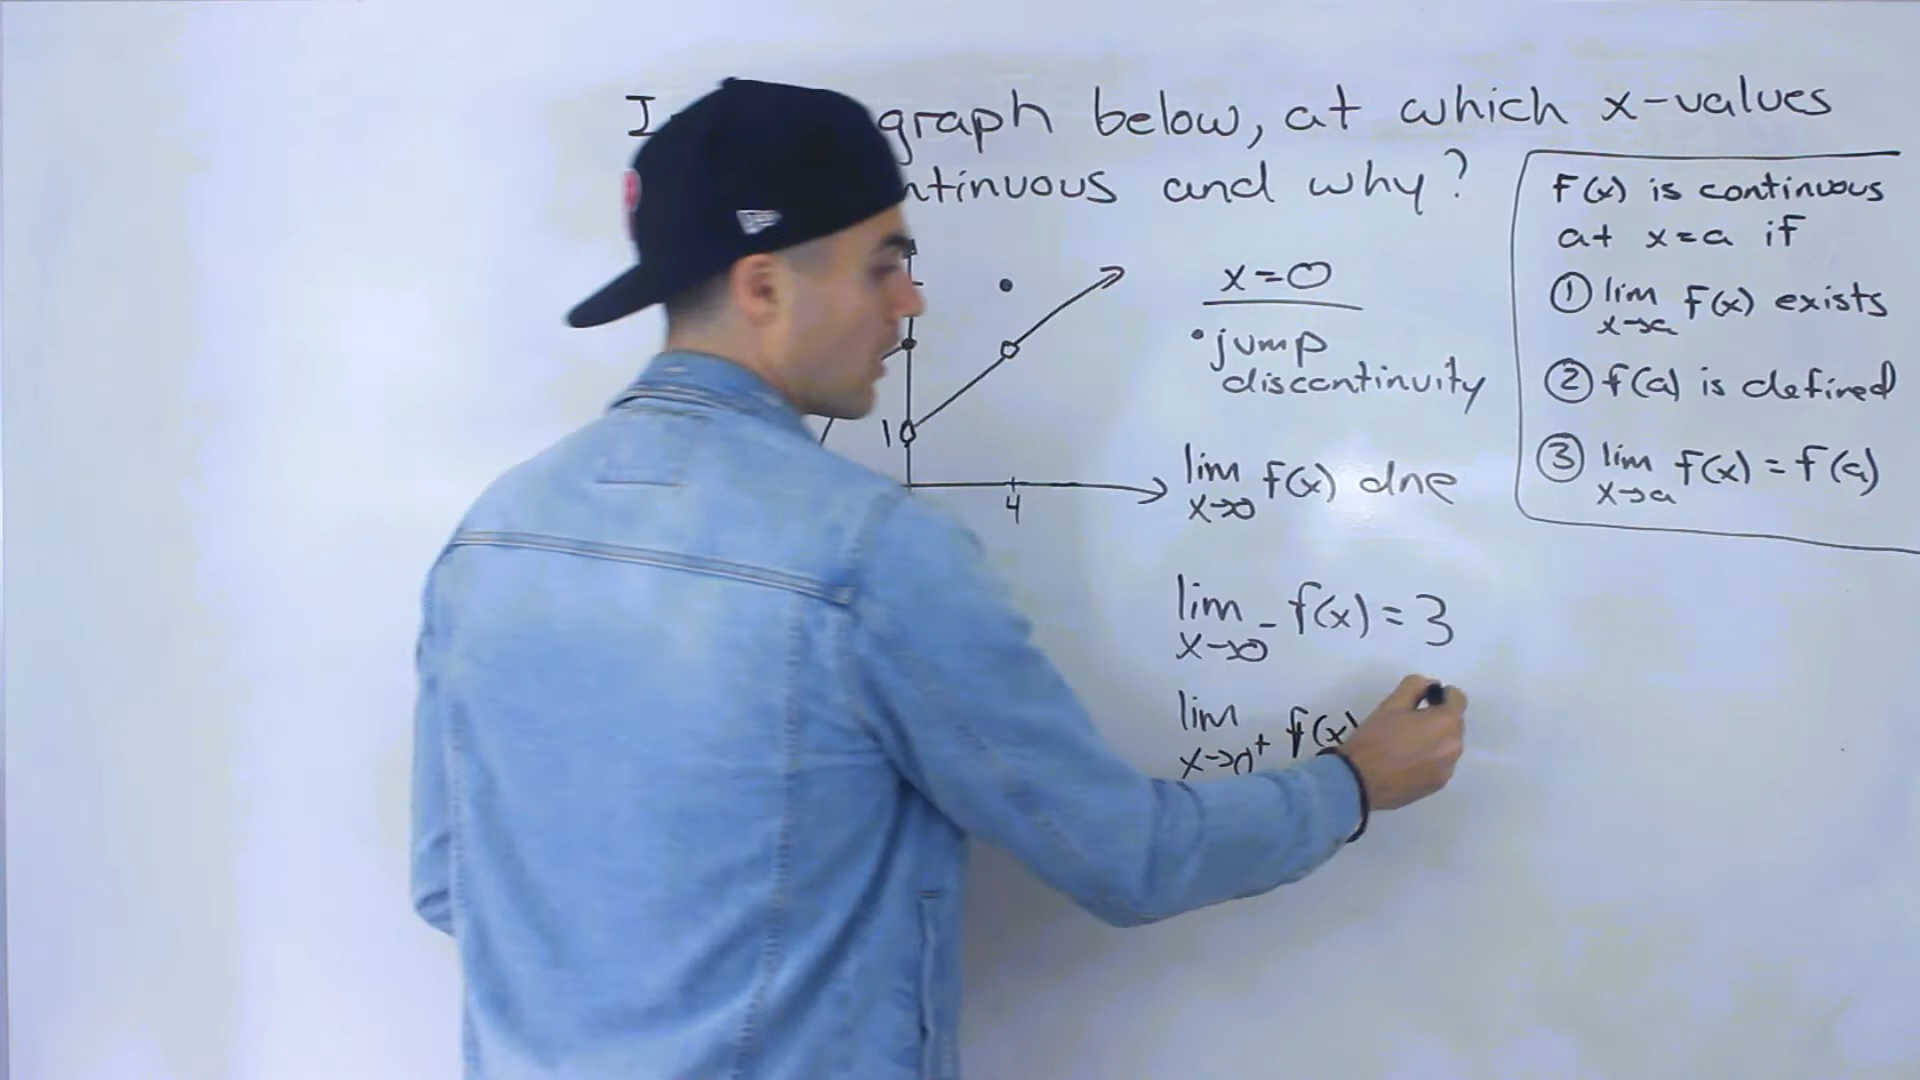 graph below, at which x-values
ntinuous and why?
f(x) is continuous
at x=a if
① lim f(x) exists
x→a
② f(a) is defined
③ lim f(x) = f(a)
x→a
x=0
• jump
discontinuity
lim f(x) dne
x→0
lim f(x) = 3
x→0⁻
lim f(x)
x→0⁺
1
4